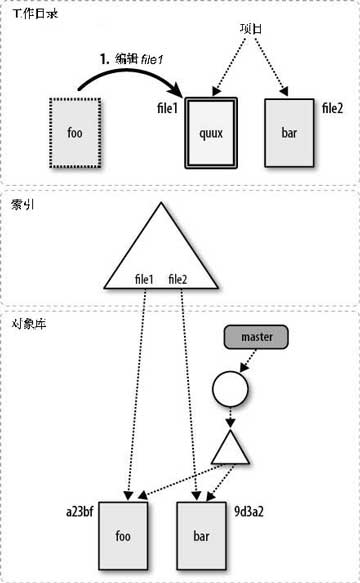 工作目录
项目
1. 编辑 file1
file1
file2
foo
quux
bar
索引
file1
file2
对象库
master
a23bf
9d3a2
foo
bar